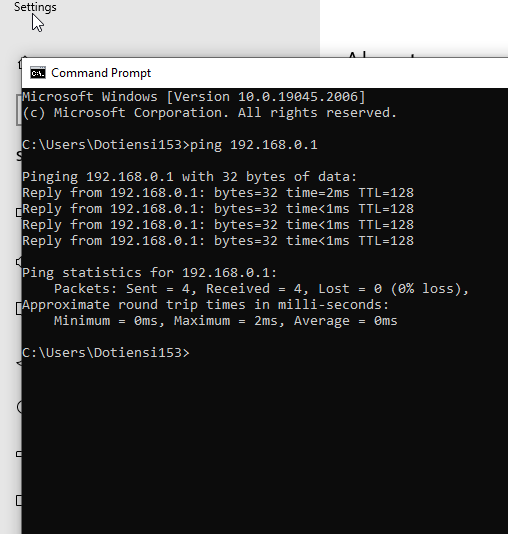 Settings
Command Prompt
Microsoft Windows [Version 10.0.19045.2006]
(c) Microsoft Corporation. All rights reserved.
C:\Users\Dotiensi153>ping 192.168.0.1
Pinging 192.168.0.1 with 32 bytes of data:
Reply from 192.168.0.1: bytes=32 time=2ms TTL=128
Reply from 192.168.0.1: bytes=32 time<1ms TTL=128
Reply from 192.168.0.1: bytes=32 time<1ms TTL=128
Reply from 192.168.0.1: bytes=32 time<1ms TTL=128
Ping statistics for 192.168.0.1:
Packets: Sent = 4, Received = 4, Lost = 0 (0% loss),
Approximate round trip times in milli-seconds:
Minimum = 0ms, Maximum = 2ms, Average = 0ms
C:\Users\Dotiensi153>